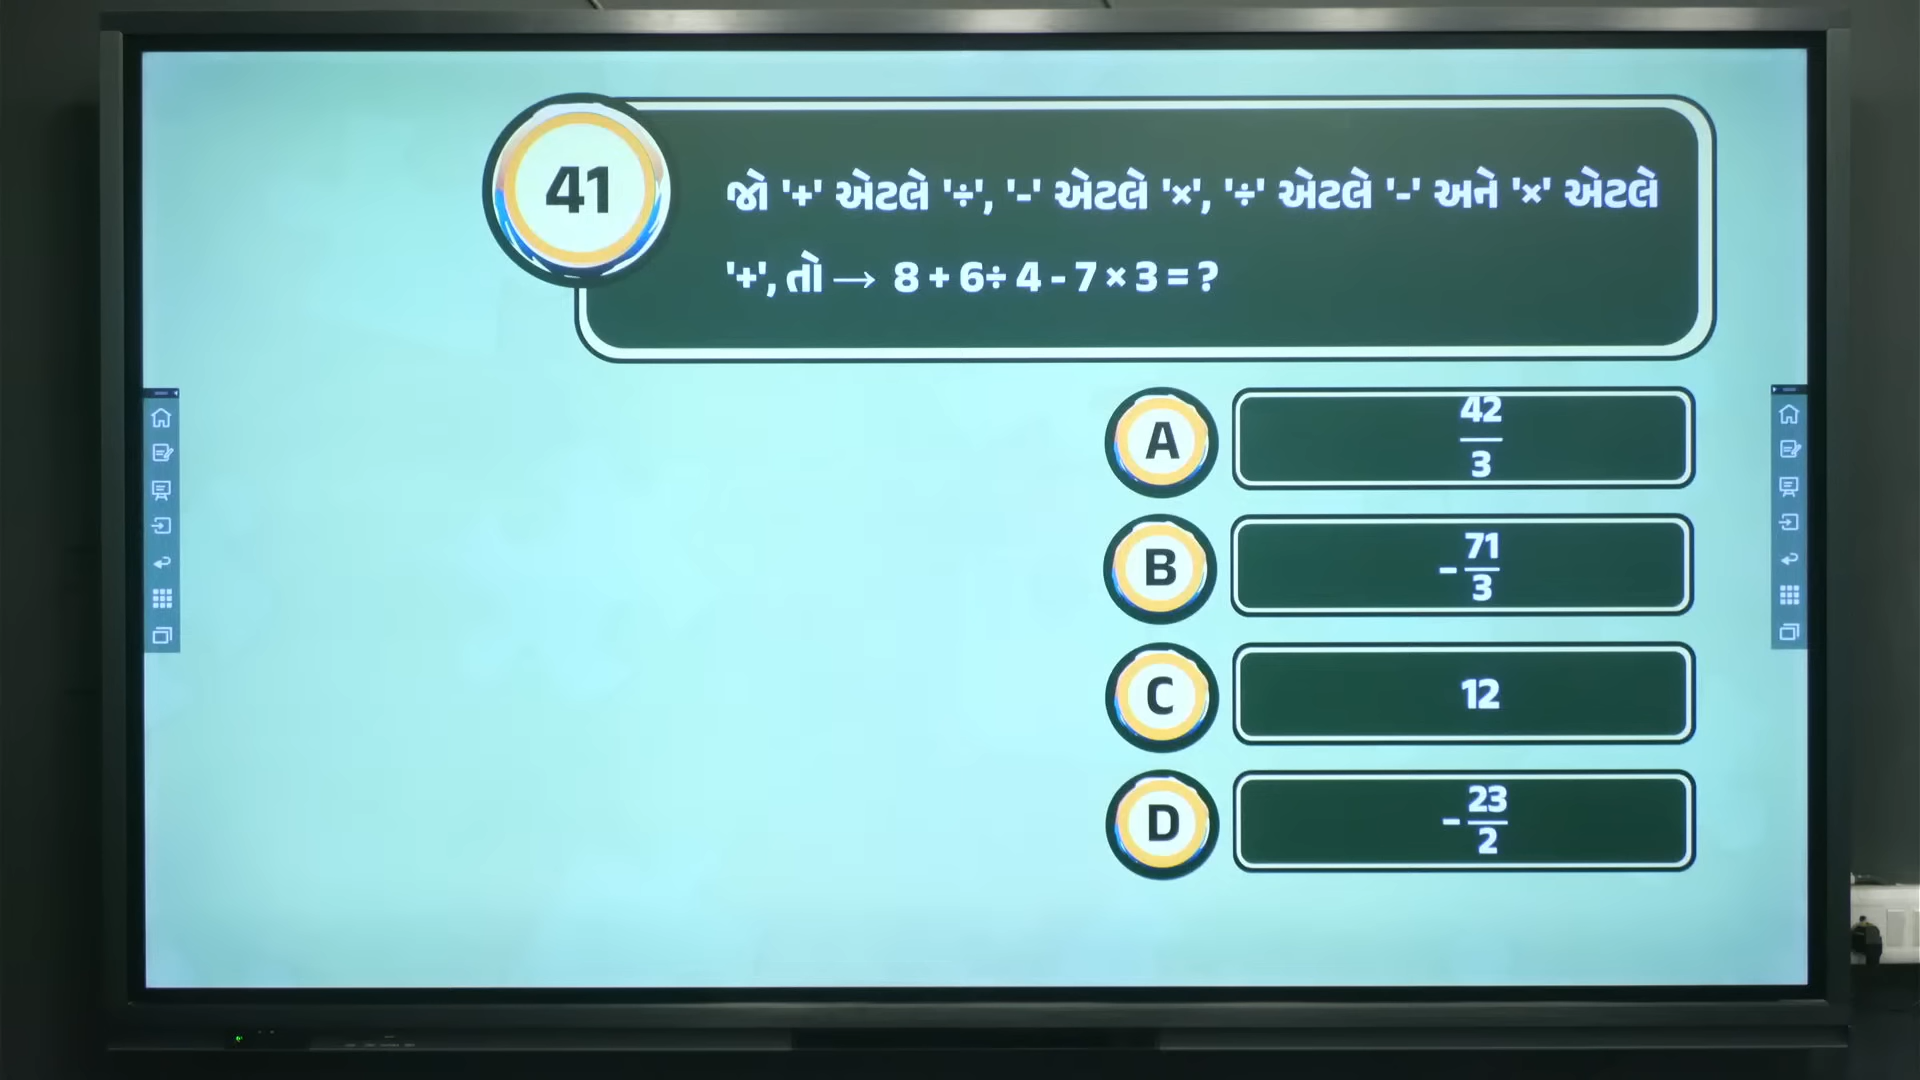 41
જો '+' એટલે '÷', '-' એટલે '×', '÷' એટલે '-' અને '×' એટલે
'+', તો → 8 + 6 ÷ 4 - 7 × 3 = ?
A
42
3
B
- 71
3
C
12
D
- 23
2